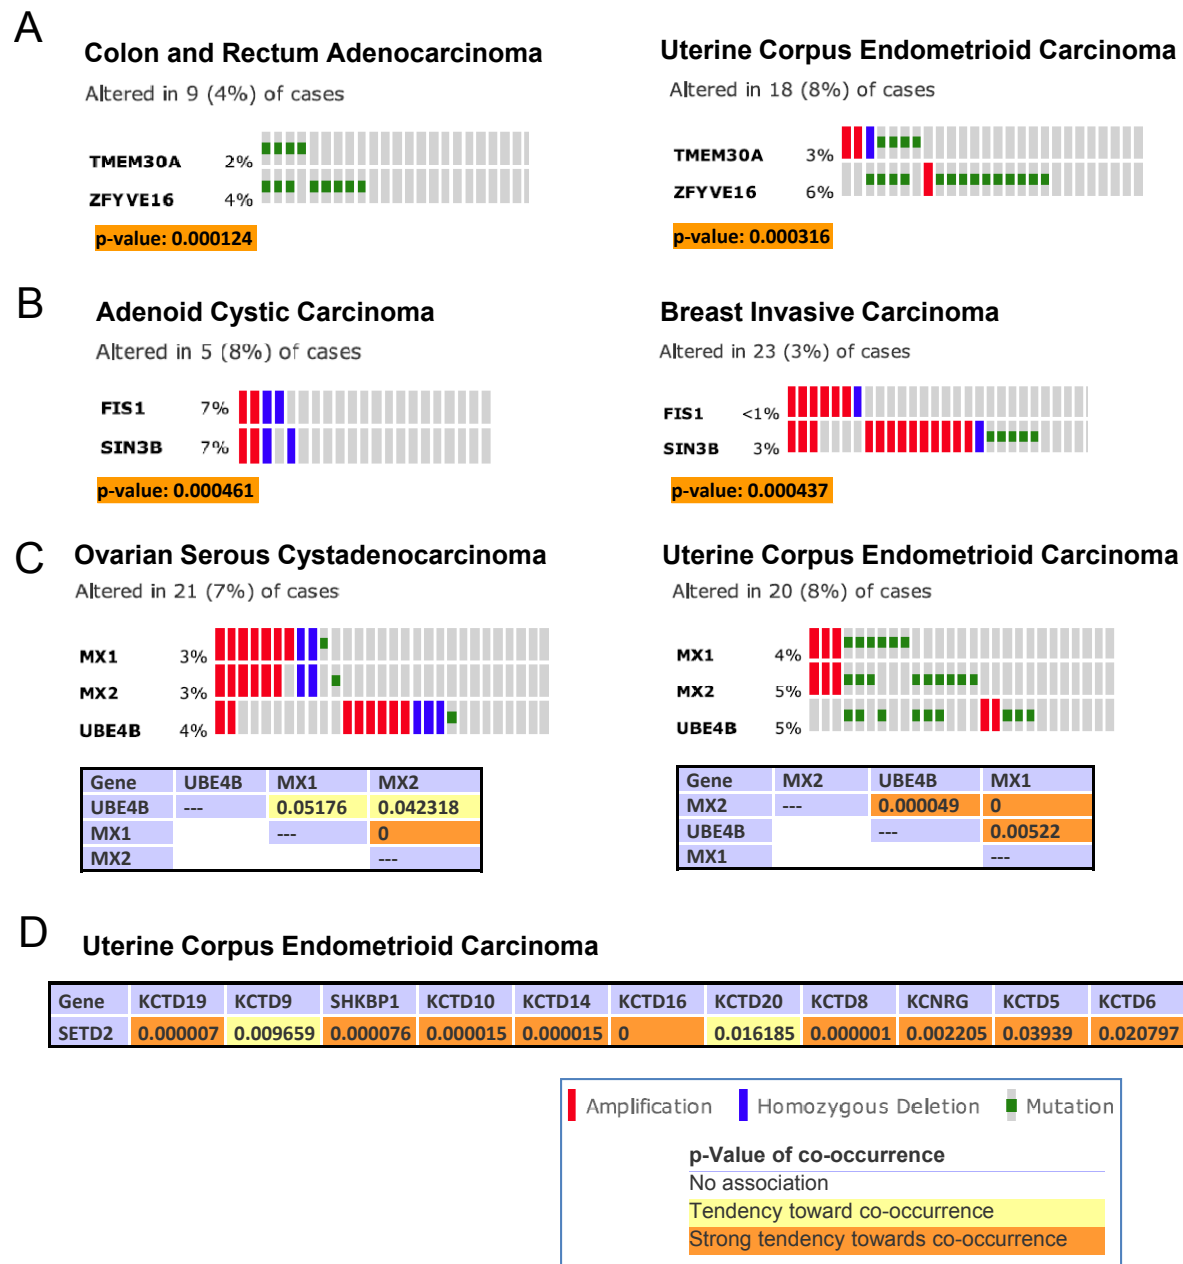 A
Colon and Rectum Adenocarcinoma
Altered in 9 (4%) of cases
TMEM30A 2%
ZFYVE16 4%
p-value: 0.000124
Uterine Corpus Endometrioid Carcinoma
Altered in 18 (8%) of cases
TMEM30A 3%
ZFYVE16 6%
p-value: 0.000316
B
Adenoid Cystic Carcinoma
Altered in 5 (8%) of cases
FIS1 7%
SIN3B 7%
p-value: 0.000461
Breast Invasive Carcinoma
Altered in 23 (3%) of cases
FIS1 <1%
SIN3B 3%
p-value: 0.000437
C
Ovarian Serous Cystadenocarcinoma
Altered in 21 (7%) of cases
MX1 3%
MX2 3%
UBE4B 4%
Gene UBE4B MX1 MX2
UBE4B --- 0.05176 0.042318
MX1 --- 0
MX2 ---
Uterine Corpus Endometrioid Carcinoma
Altered in 20 (8%) of cases
MX1 4%
MX2 5%
UBE4B 5%
Gene MX2 UBE4B MX1
MX2 --- 0.000049 0
UBE4B --- 0.00522
MX1 ---
D
Uterine Corpus Endometrioid Carcinoma
Gene KCTD19 KCTD9 SHKBP1 KCTD10 KCTD14 KCTD16 KCTD20 KCTD8 KCNRG KCTD5 KCTD6
SETD2 0.000007 0.009659 0.000076 0.000015 0.000015 0 0.016185 0.000001 0.002205 0.03939 0.020797
Amplification Homozygous Deletion Mutation
p-Value of co-occurrence
No association
Tendency toward co-occurrence
Strong tendency towards co-occurrence